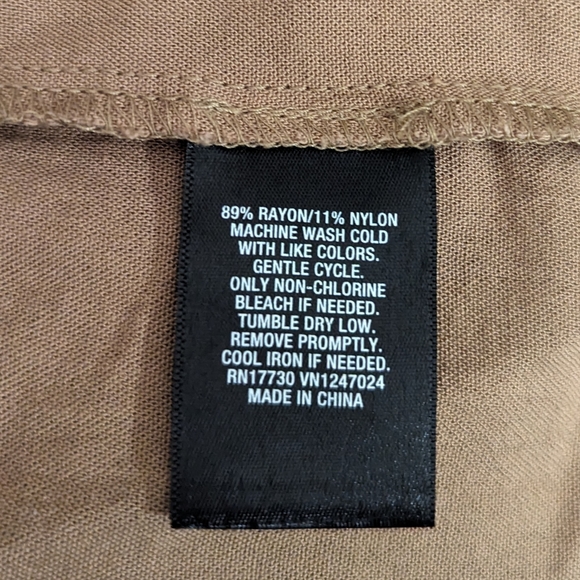 89% RAYON/11% NYLON
MACHINE WASH COLD
WITH LIKE COLORS.
GENTLE CYCLE.
ONLY NON-CHLORINE
BLEACH IF NEEDED.
TUMBLE DRY LOW.
REMOVE PROMPTLY.
COOL IRON IF NEEDED.
RN17730 VN1247024
MADE IN CHINA